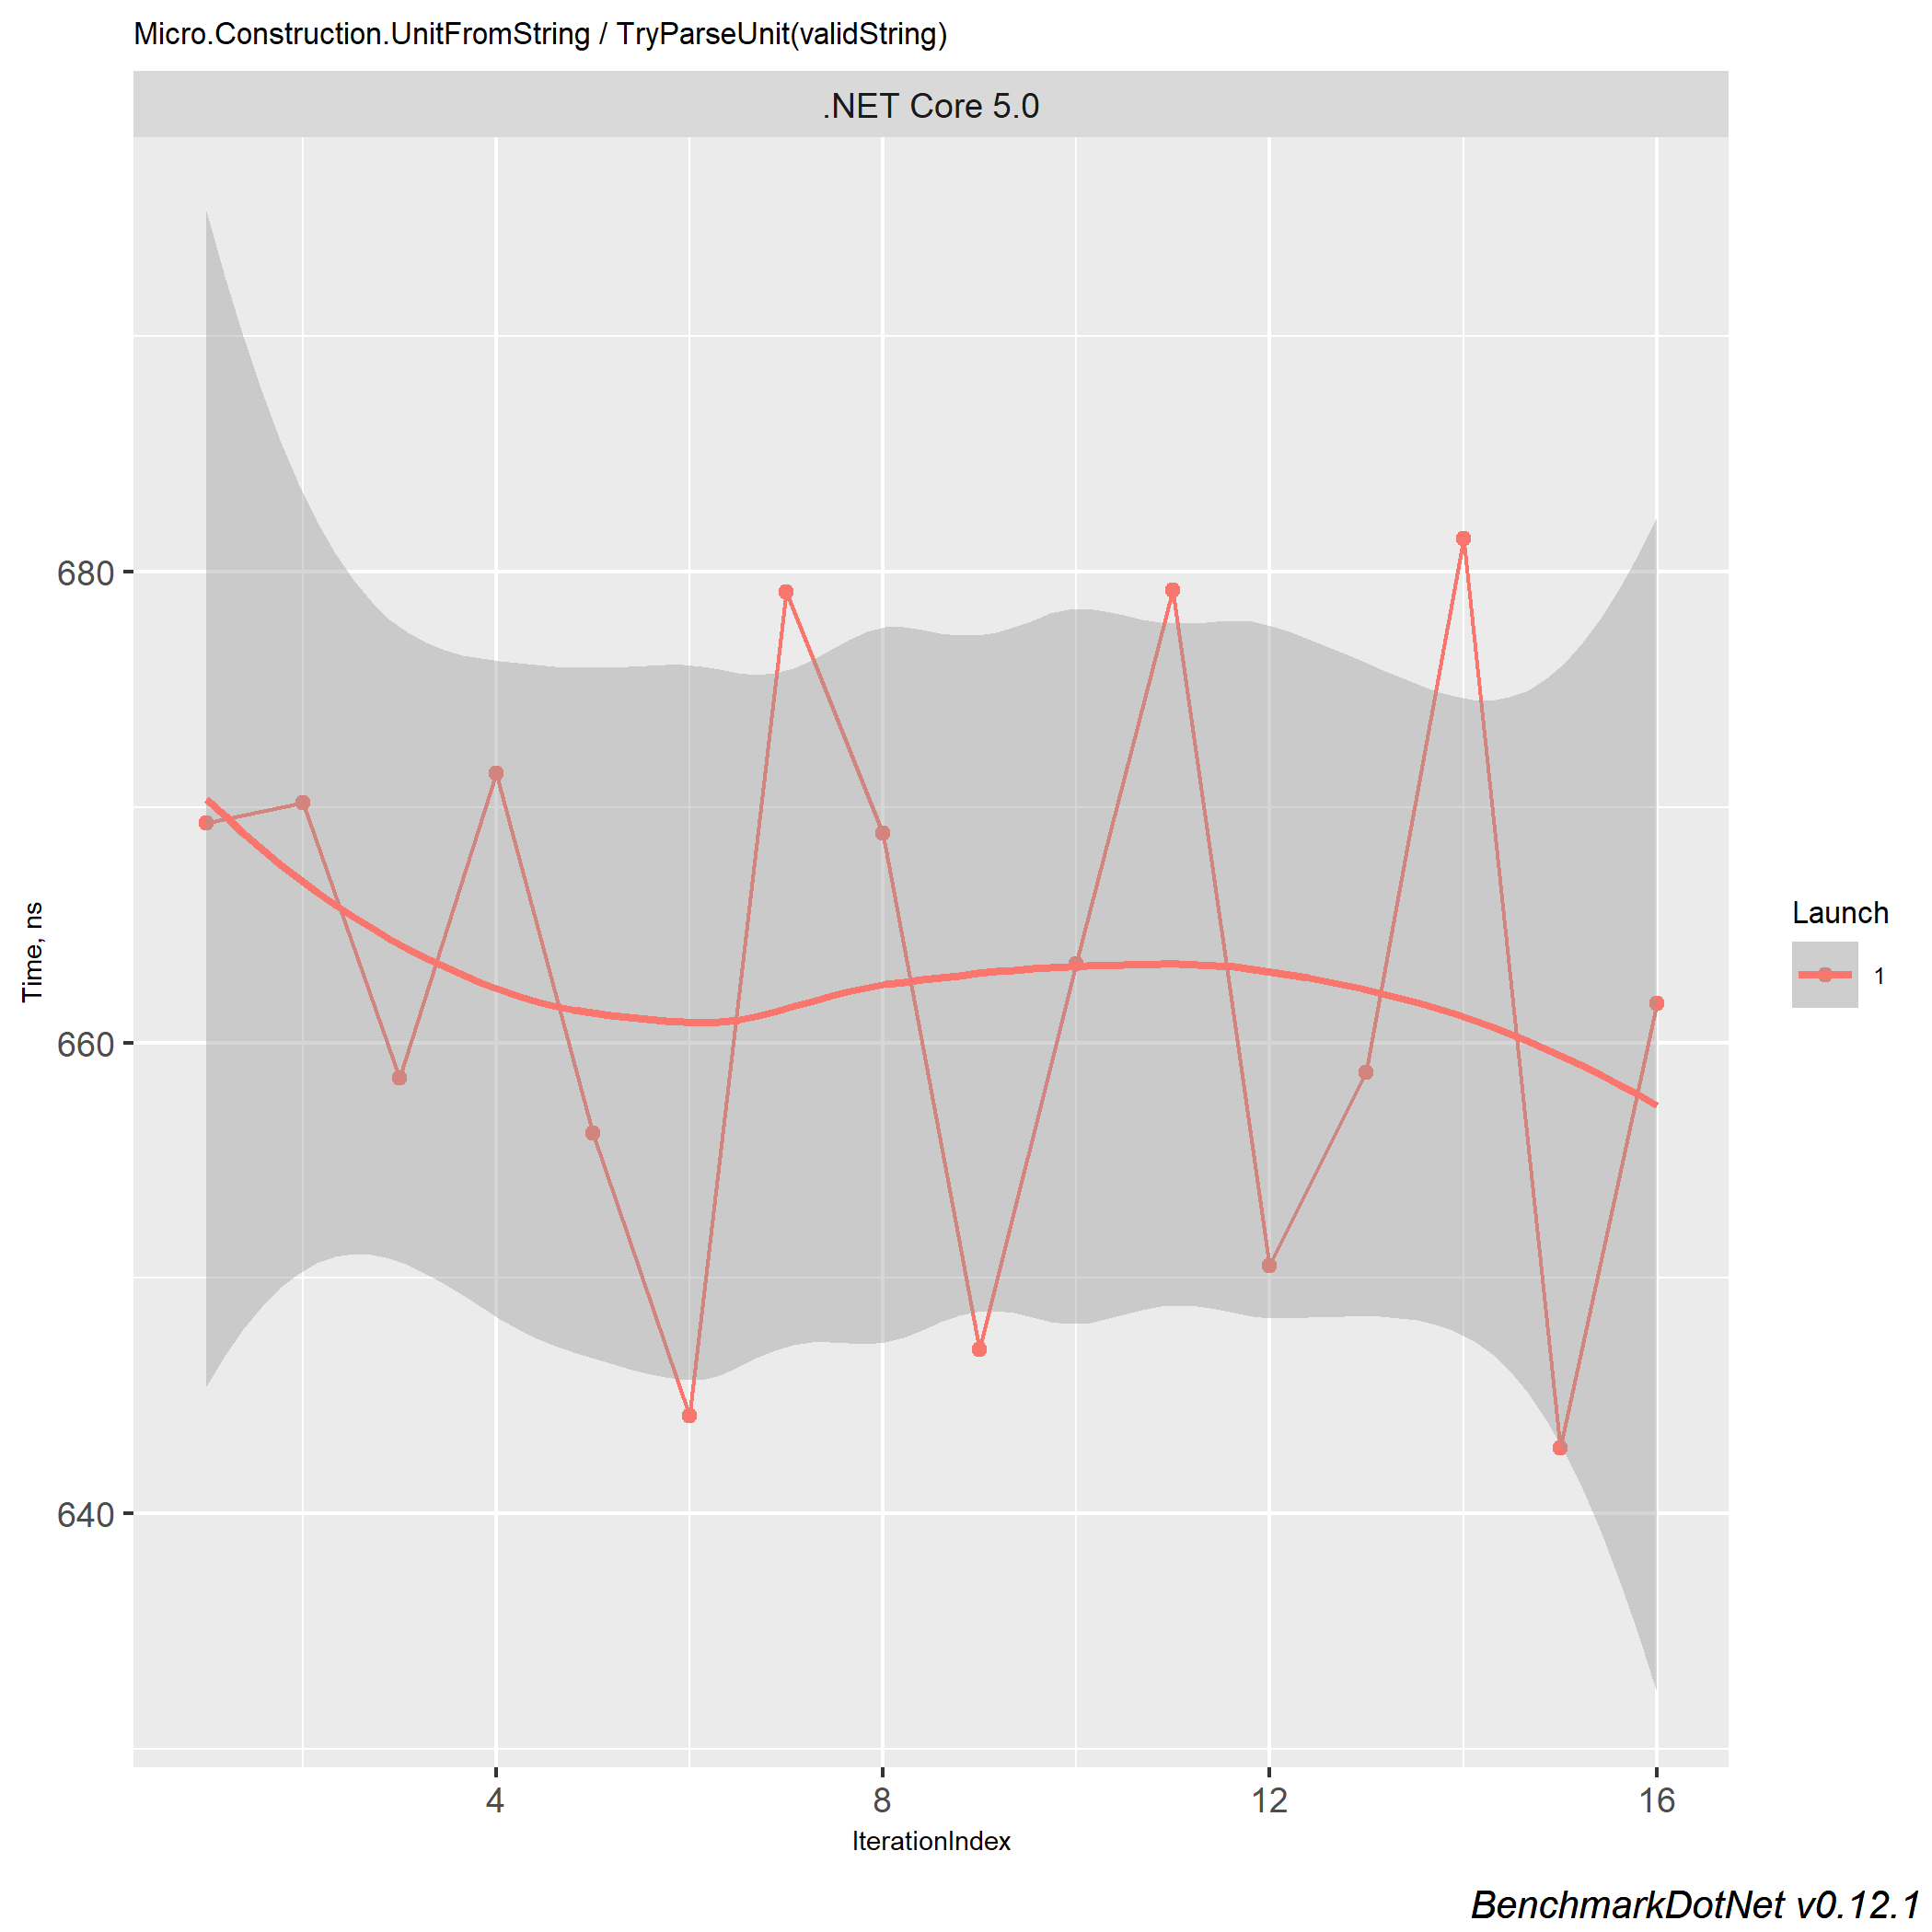 Micro.Construction.UnitFromString / TryParseUnit(validString)
.NET Core 5.0
680
660
640
Time, ns
4
8
12
16
IterationIndex
Launch
1
BenchmarkDotNet v0.12.1